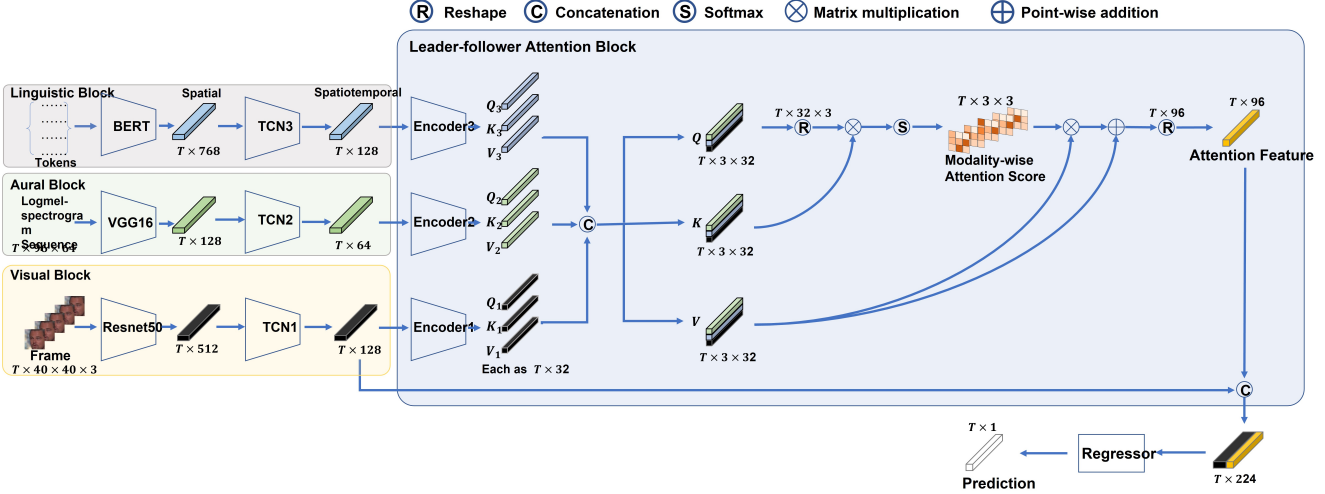 R Reshape C Concatenation S Softmax Matrix multiplication Point-wise addition
Leader-follower Attention Block
Linguistic Block
......
......
......
Tokens
BERT
Spatial
T × 768
TCN3
Spatiotemporal
T × 128
Encoder3
Q3
K3
V3
Aural Block
Logmel-
spectrogra
m
Sequence
T × 96 × 64
VGG16
T × 128
TCN2
T × 64
Encoder2
Q2
K2
V2
Visual Block
Frame
T × 40 × 40 × 3
Resnet50
T × 512
TCN1
T × 128
Encoder1
Q1
K1
V1
Each as T × 32
C
Q
T × 3 × 32
K
T × 3 × 32
V
T × 3 × 32
T × 32 × 3
R
S
T × 3 × 3
Modality-wise
Attention Score
T × 96
R
T × 96
Attention Feature
C
T × 224
Regressor
T × 1
Prediction